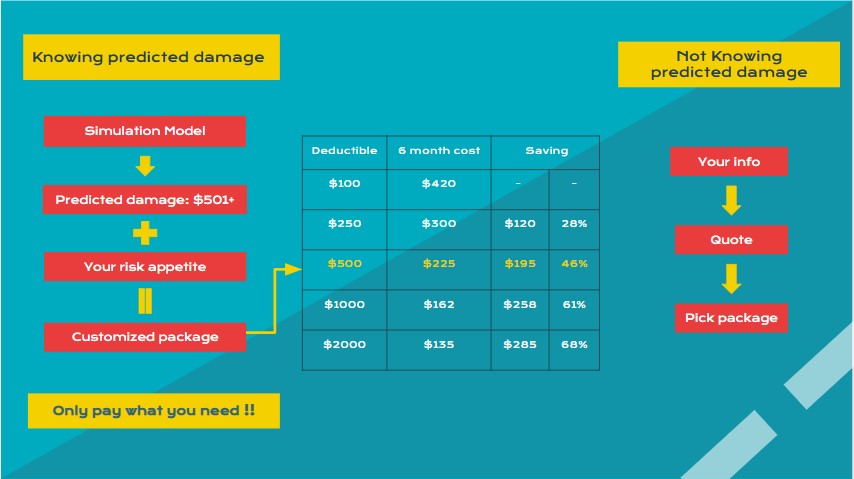 Knowing predicted damage
Simulation Model
Predicted damage: $501+
Your risk appetite
Customized package
Only pay what you need !!
Deductible 6 month cost Saving
$100 $420 - -
$250 $300 $120 28%
$500 $225 $195 46%
$1000 $162 $258 61%
$2000 $135 $285 68%
Not Knowing
predicted damage
Your info
Quote
Pick package